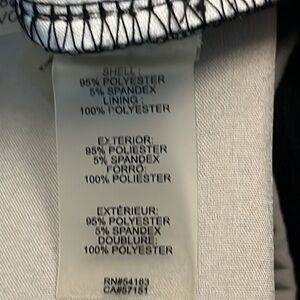 SHELL:
95% POLYESTER
5% SPANDEX
LINING:
100% POLYESTER
EXTERIOR:
95% POLIESTER
5% SPANDEX
FORRO:
100% POLIESTER
EXTÉRIEUR:
95% POLYESTER
5% SPANDEX
DOUBLURE:
100% POLYESTER
RN#54163
CA#57151